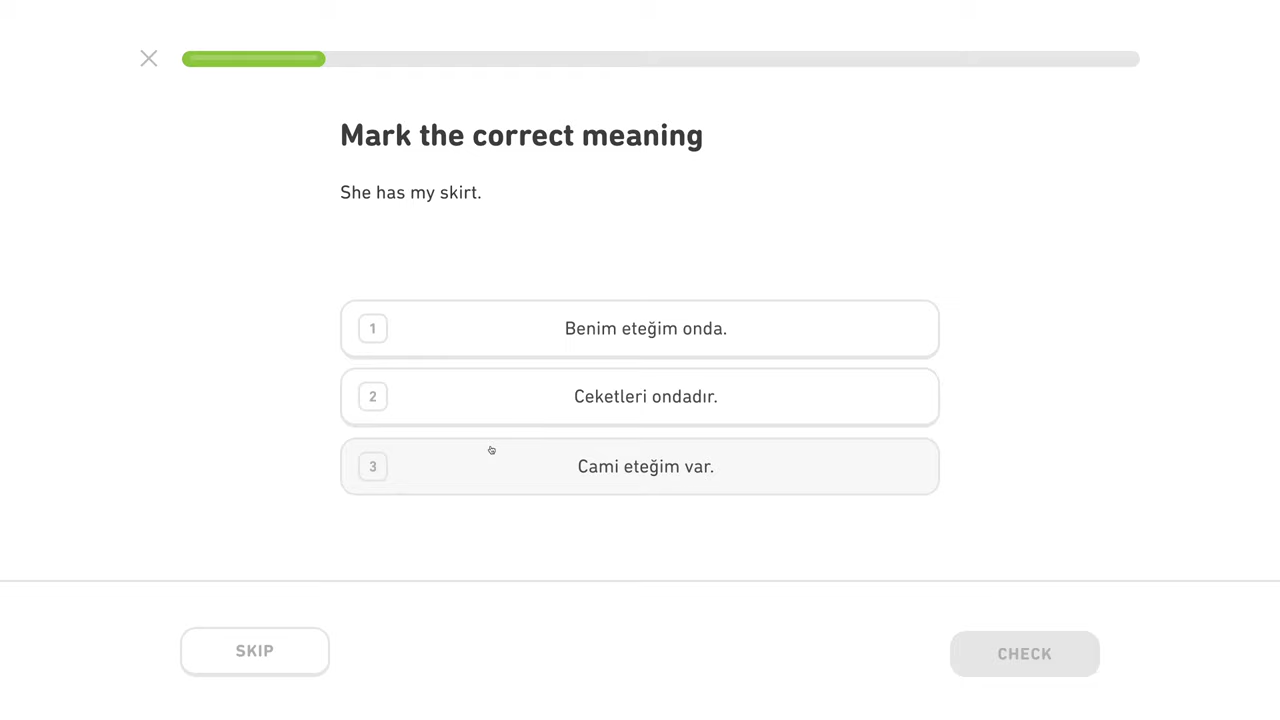 Mark the correct meaning
She has my skirt.
1 Benim eteğim onda.
2 Ceketleri ondadır.
3 Cami eteğim var.
SKIP
CHECK